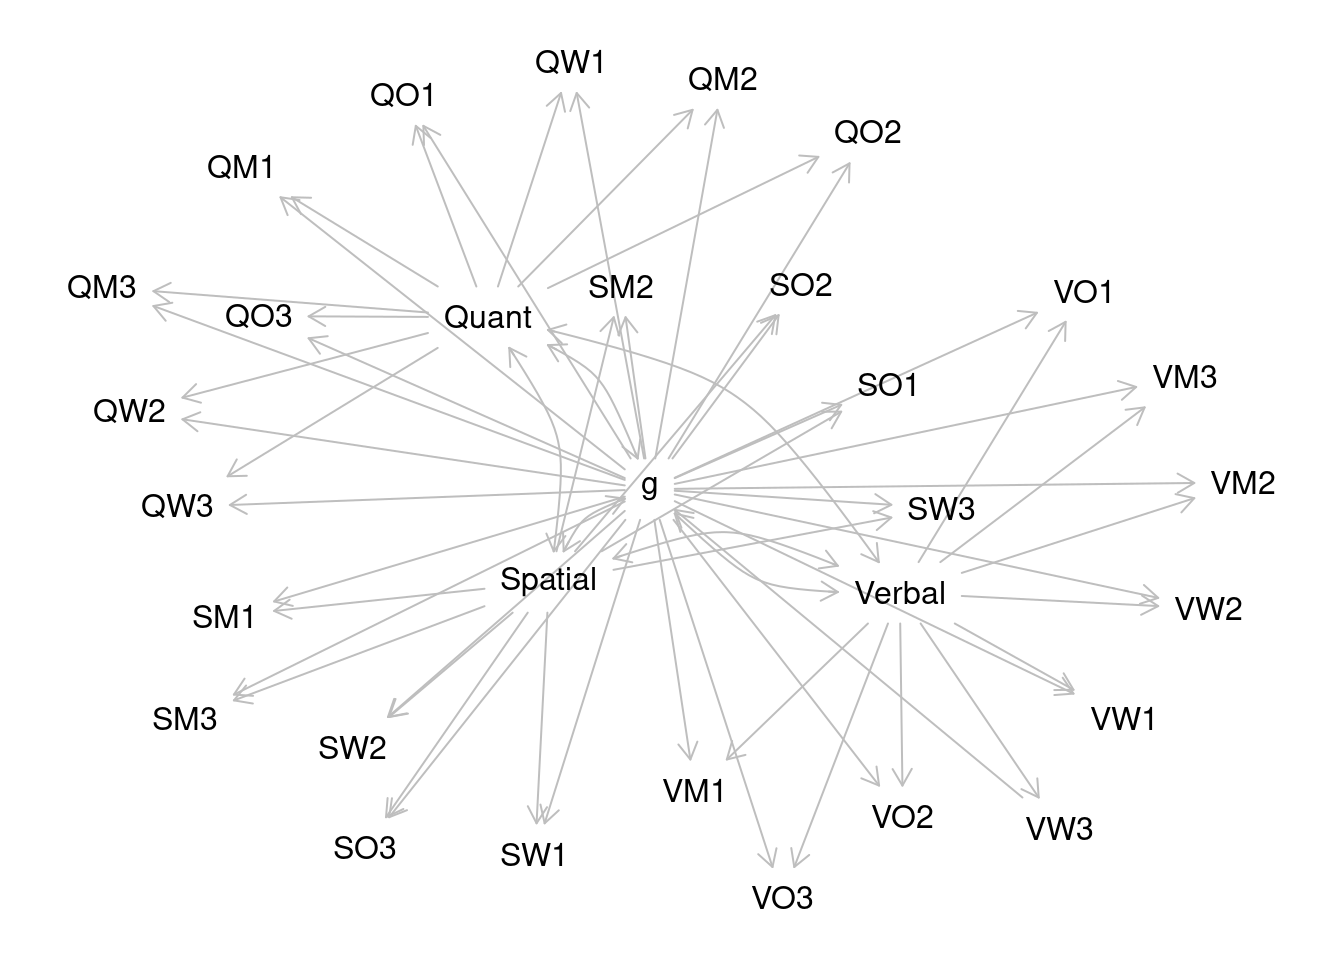 QW1
QM2
QO1
QO2
QM1
QM3
SM2
SO2
VO1
QO3
Quant
SO1
VM3
QW2
g
VM2
QW3
SW3
Spatial
Verbal
SM1
VW2
SM3
VW1
SW2
VM1
VO2
VW3
SO3
SW1
VO3